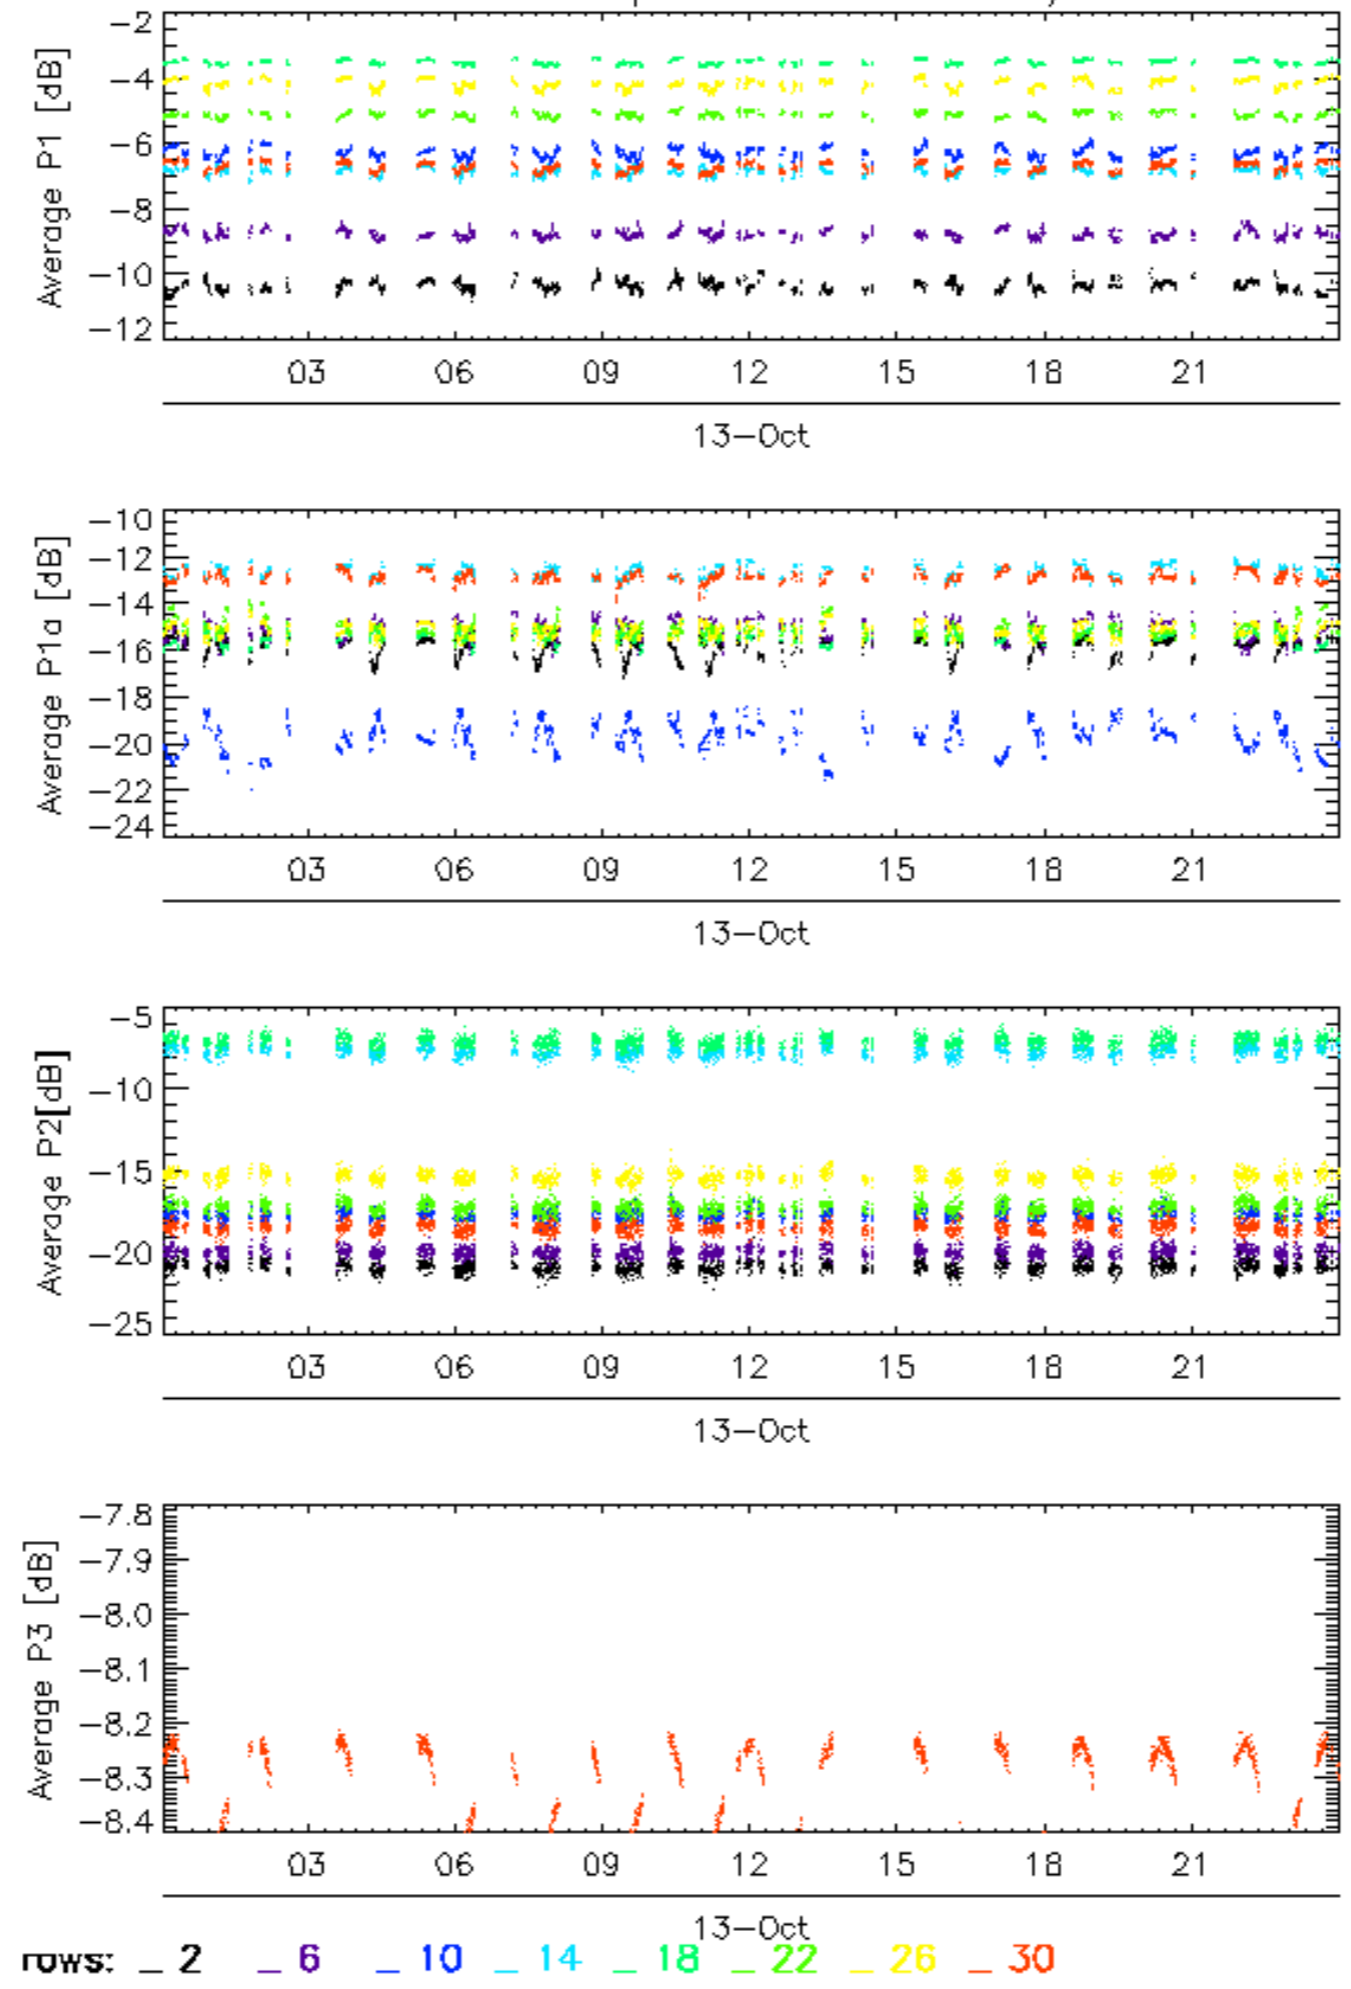 Average P1 [dB]
-2
-4
-6
-8
-10
-12
03 06 09 12 15 18 21
13-Oct
Average P1a [dB]
-10
-12
-14
-16
-18
-20
-22
-24
03 06 09 12 15 18 21
13-Oct
Average P2[dB]
-5
-10
-15
-20
-25
03 06 09 12 15 18 21
13-Oct
Average P3 [dB]
-7.8
-7.9
-8.0
-8.1
-8.2
-8.3
-8.4
03 06 09 12 15 18 21
13-Oct
rows: _ 2 _ 6 _ 10 _ 14 _ 18 _ 22 _ 26 _ 30